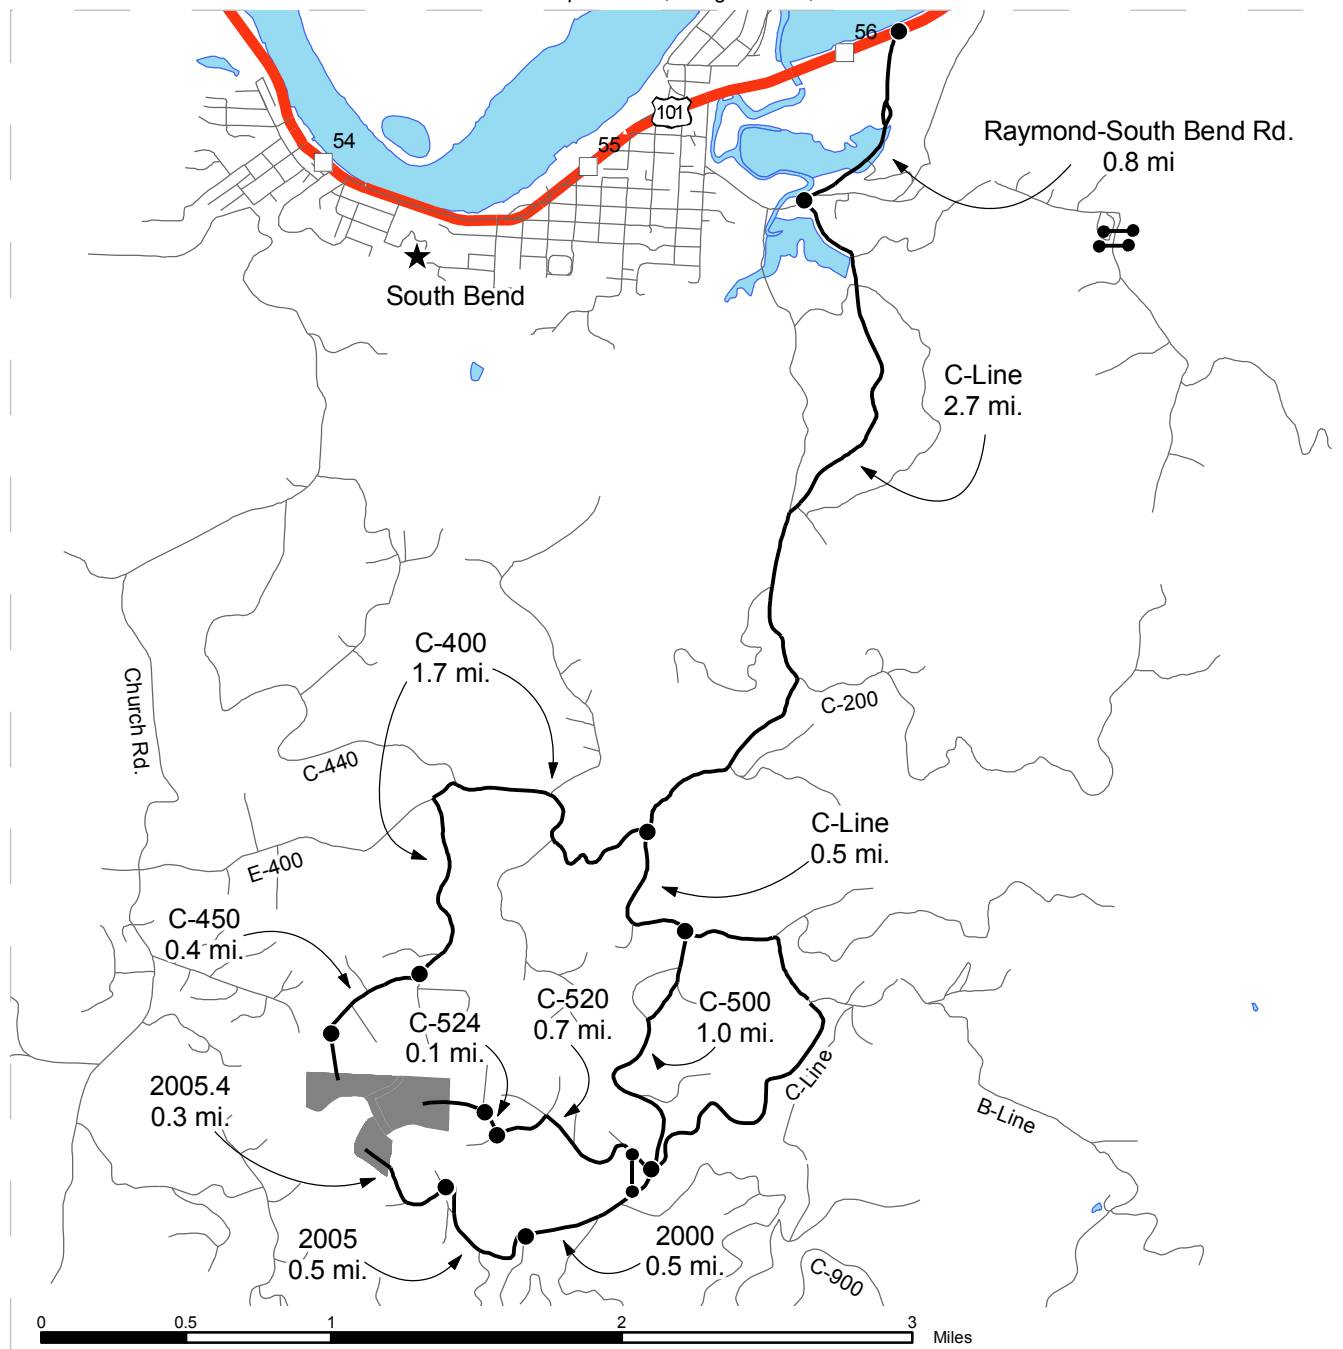 56
101
54
55
Raymond-South Bend Rd.
0.8 mi
South Bend
C-Line
2.7 mi.
C-400
1.7 mi.
Church Rd.
C-200
C-440
C-Line
0.5 mi.
E-400
C-450
0.4 mi.
C-520
0.7 mi.
C-500
1.0 mi.
C-524
0.1 mi.
2005.4
0.3 mi.
C-Line
B-Line
2005
0.5 mi.
2000
0.5 mi.
C-900
0 0.5 1 2 3
Miles